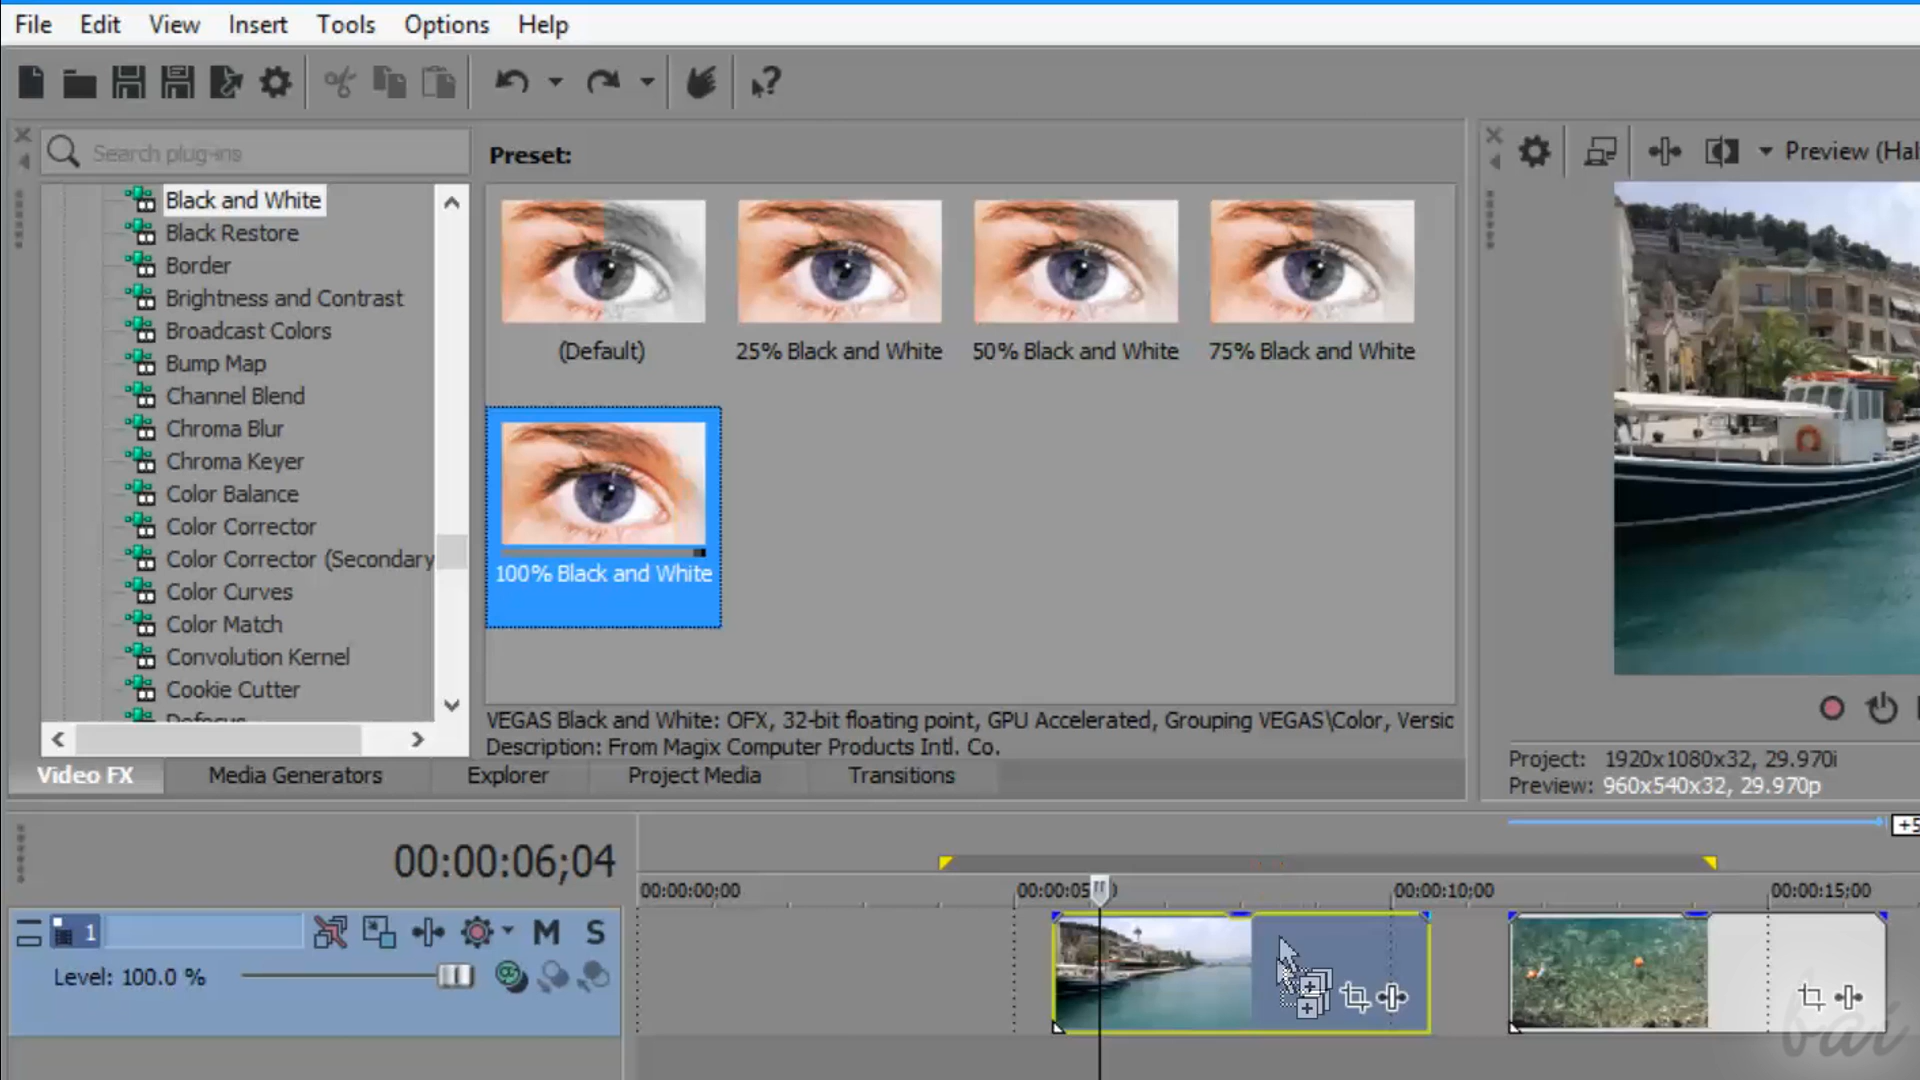 File Edit View Insert Tools Options Help
Search plug-ins
Preset:
Preview (Hal
Black and White
Black Restore
Border
Brightness and Contrast
Broadcast Colors
Bump Map
Channel Blend
Chroma Blur
Chroma Keyer
Color Balance
Color Corrector
Color Corrector (Secondary
Color Curves
Color Match
Convolution Kernel
Cookie Cutter
Defocus
(Default)
25% Black and White
50% Black and White
75% Black and White
100% Black and White
VEGAS Black and White: OFX, 32-bit floating point, GPU Accelerated, Grouping VEGAS\Color, Versic
Description: From Magix Computer Products Intl. Co.
Video FX
Media Generators
Explorer
Project Media
Transitions
Project: 1920x1080x32, 29.970i
Preview: 960x540x32, 29.970p
+5
00:00:06;04
00:00:00;00
00:00:05
00:00:10;00
00:00:15;00
1
M S
Level: 100.0 %
bai